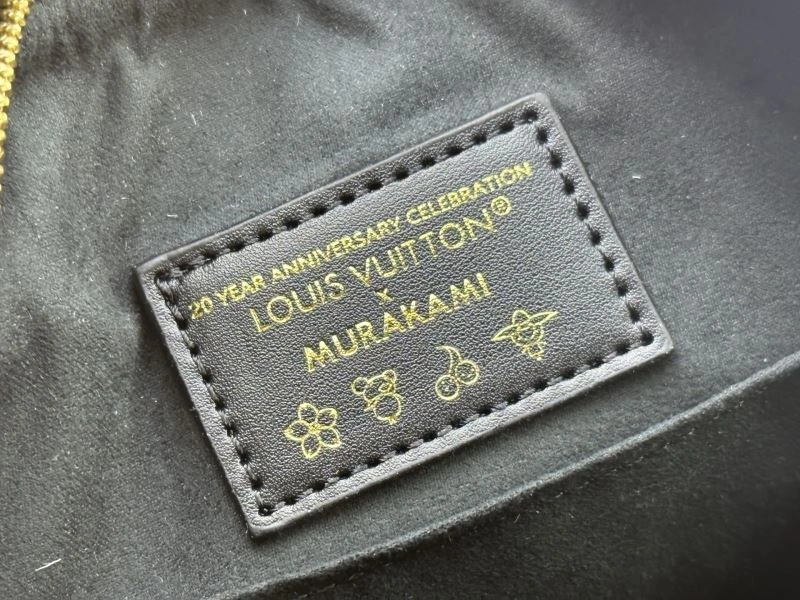 20 YEAR ANNIVERSARY CELEBRATION
LOUIS VUITTON®
x
MURAKAMI